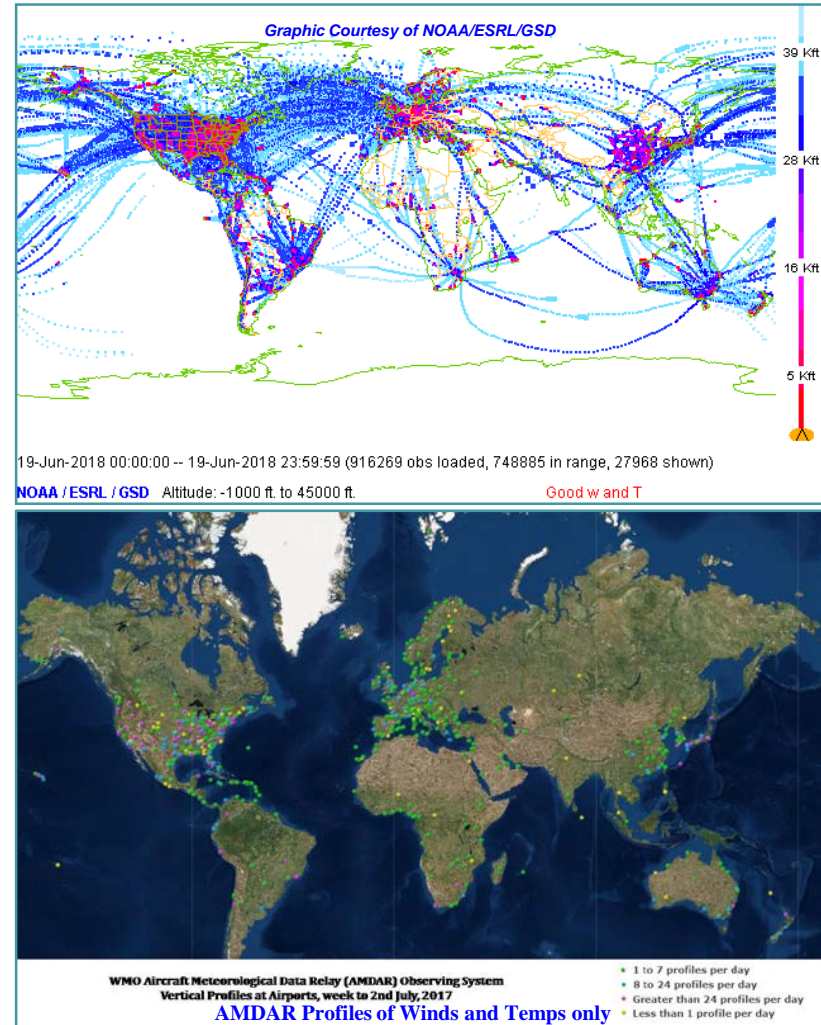 Graphic Courtesy of NOAA/ESRL/GSD
39 Kft
28 Kft
16 Kft
5 Kft
19-Jun-2018 00:00:00 -- 19-Jun-2018 23:59:59 (916269 obs loaded, 748885 in range, 27968 shown)
NOAA / ESRL / GSD Altitude: -1000 ft. to 45000 ft. Good w and T
WMO Aircraft Meteorological Data Relay (AMDAR) Observing System
Vertical Profiles at Airports, week to 2nd July, 2017
AMDAR Profiles of Winds and Temps only
1 to 7 profiles per day
8 to 24 profiles per day
Greater than 24 profiles per day
Less than 1 profile per day